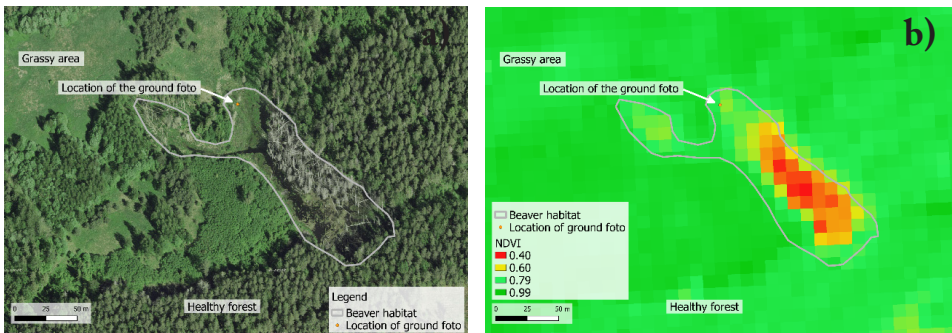 Grassy area
Location of the ground foto
Healthy forest
0 25 50 m
Legend
Beaver habitat
Location of ground foto
b)
Grassy area
Location of the ground foto
Beaver habitat
Location of ground foto
NDVI
0.40
0.60
0.79
0.99
0 25 50 m
Healthy forest